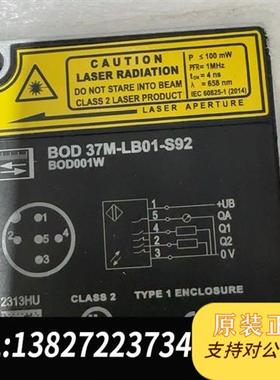 CAUTION
LASER RADIATION
DO NOT STARE INTO BEAM
CLASS 2 LASER PRODUCT
P ≤ 100 mW
PFR= 1MHz
τon = 4 ns
λ = 658 nm
IEC 60825-1 (2014)
LASER APERTURE
BOD 37M-LB01-S92
BOD001W
1 +UB
5 QA
4 Q1
2 Q2
3 0 V
2313HU
CLASS 2
TYPE 1 ENCLOSURE
:13827223734
原装正
支持对公